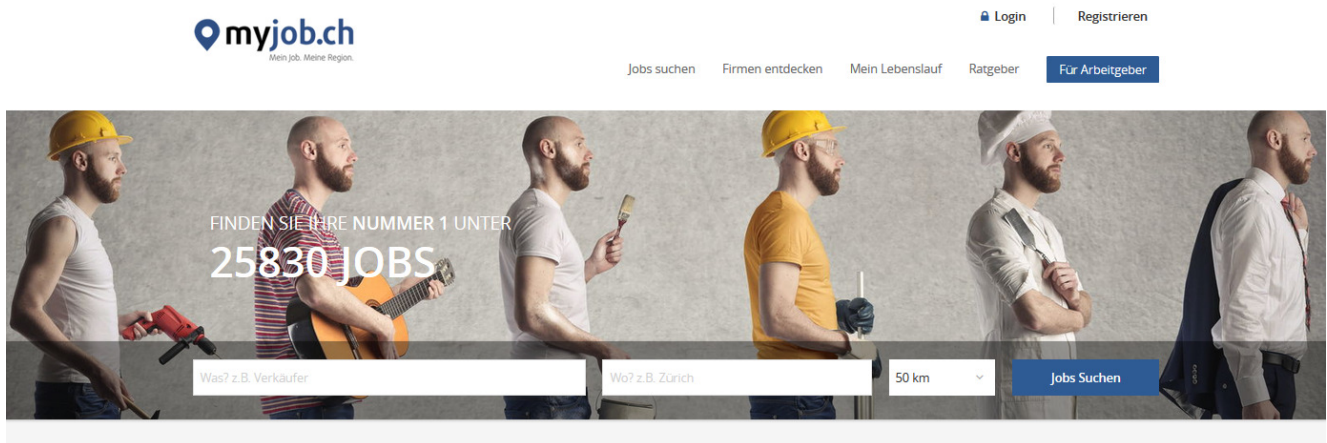 Login
Registrieren
myjob.ch
Mein Job. Meine Region.
Jobs suchen
Firmen entdecken
Mein Lebenslauf
Ratgeber
Für Arbeitgeber
FINDEN SIE IHRE NUMMER 1 UNTER
25830 JOBS
Was? z.B. Verkäufer
Wo? z.B. Zürich
50 km
Jobs Suchen